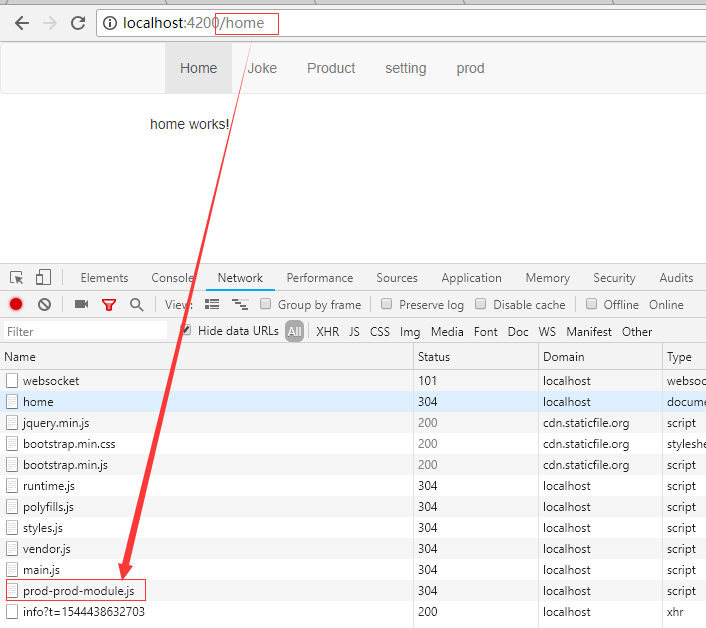 localhost:4200/home
Home Joke Product setting prod
home works!
Elements Console Network Performance Sources Application Memory Security Audits
View: Group by frame Preserve log Disable cache Offline Online
Filter Hide data URLs All XHR JS CSS Img Media Font Doc WS Manifest Other
Name Status Domain Type
websocket 101 localhost websoc
home 304 localhost docume
jquery.min.js 200 cdn.staticfile.org script
bootstrap.min.css 200 cdn.staticfile.org styleshe
bootstrap.min.js 200 cdn.staticfile.org script
runtime.js 304 localhost script
polyfills.js 304 localhost script
styles.js 304 localhost script
vendor.js 304 localhost script
main.js 304 localhost script
prod-prod-module.js 304 localhost script
info?t=1544438632703 200 localhost xhr